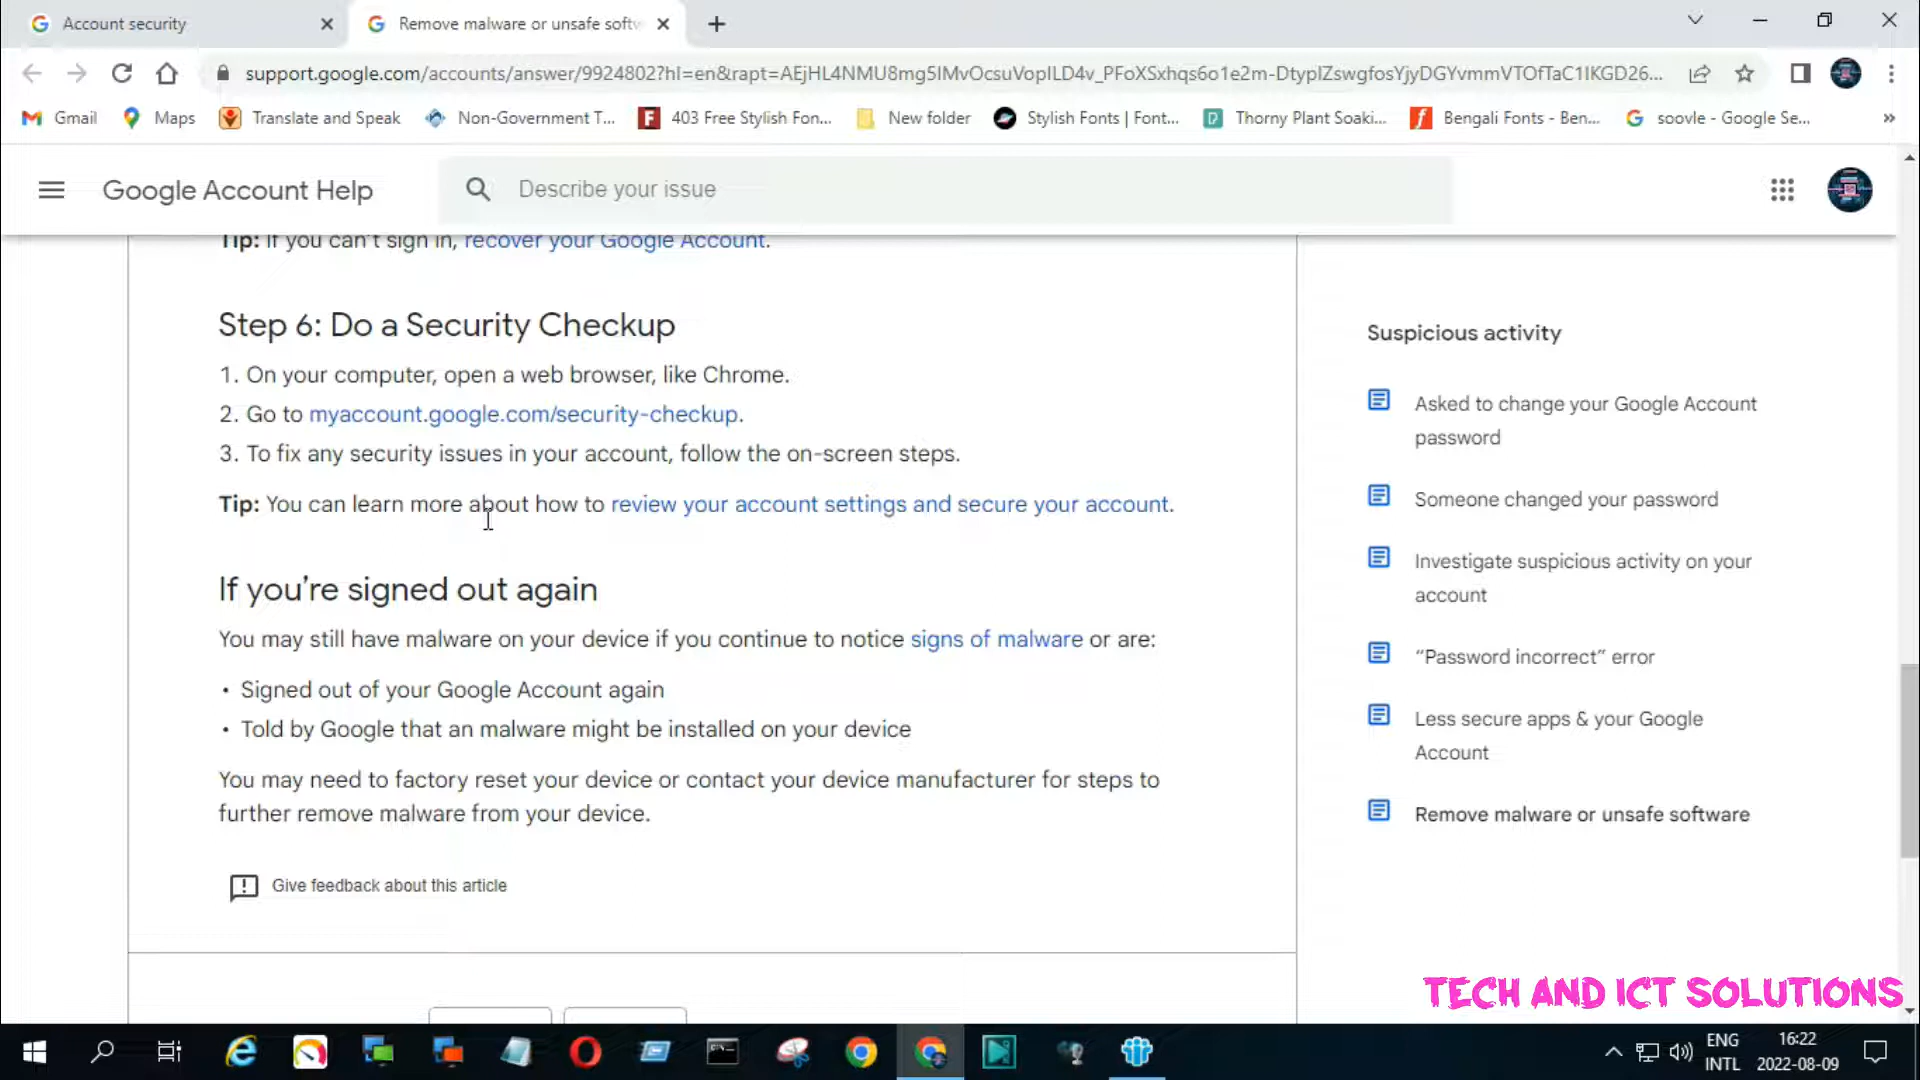 Account security
Remove malware or unsafe softw
support.google.com/accounts/answer/9924802?hl=en&rapt=AEjHL4NMU8mg5IMvOcsuVopILD4v_PFoXSxhqs6o1e2m-DtyplZswgfosYjyDGYvmmVTOfTaC1IKGD26...
Gmail
Maps
Translate and Speak
Non-Government T...
403 Free Stylish Fon...
New folder
Stylish Fonts | Font...
Thorny Plant Soaki...
Bengali Fonts - Ben...
soovle - Google Se...
»
Google Account Help
Describe your issue
Tip: If you can't sign in, recover your Google Account.
Step 6: Do a Security Checkup
1. On your computer, open a web browser, like Chrome.
2. Go to myaccount.google.com/security-checkup.
3. To fix any security issues in your account, follow the on-screen steps.
Tip: You can learn more about how to review your account settings and secure your account.
If you’re signed out again
You may still have malware on your device if you continue to notice signs of malware or are:
• Signed out of your Google Account again
• Told by Google that an malware might be installed on your device
You may need to factory reset your device or contact your device manufacturer for steps to
further remove malware from your device.
Give feedback about this article
Suspicious activity
Asked to change your Google Account
password
Someone changed your password
Investigate suspicious activity on your
account
“Password incorrect” error
Less secure apps & your Google
Account
Remove malware or unsafe software
TECH AND ICT SOLUTIONS
ENG
INTL
16:22
2022-08-09